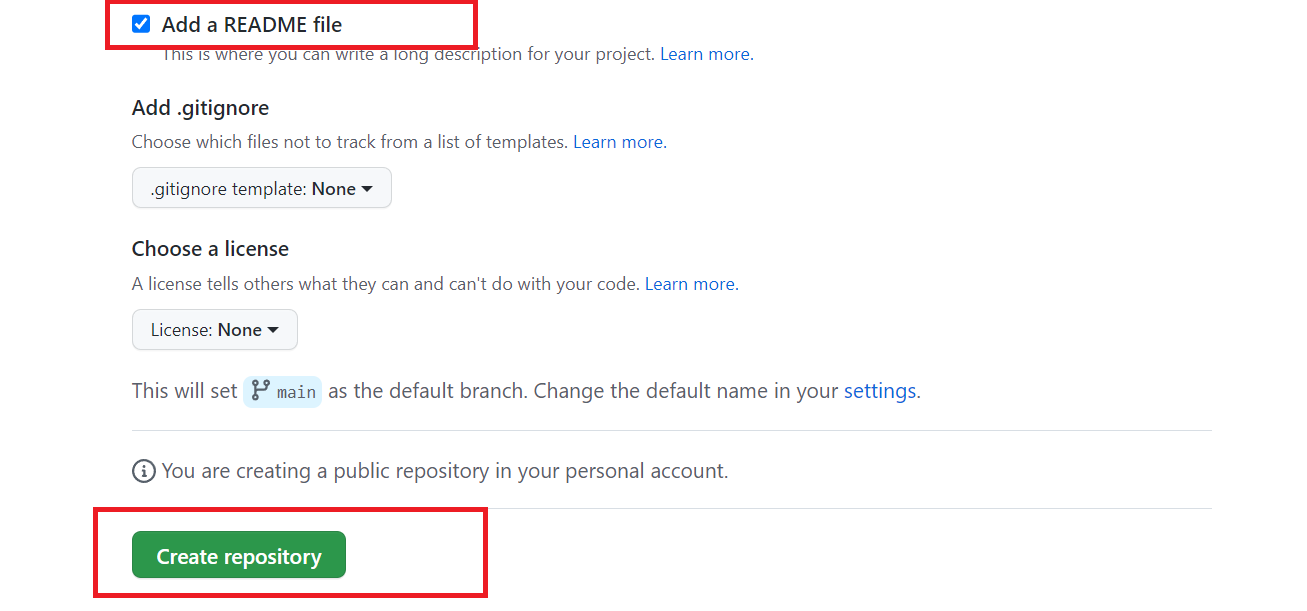 Add a README file
This is where you can write a long description for your project. Learn more.
Add .gitignore
Choose which files not to track from a list of templates. Learn more.
.gitignore template: None
Choose a license
A license tells others what they can and can't do with your code. Learn more.
License: None
This will set main as the default branch. Change the default name in your settings.
You are creating a public repository in your personal account.
Create repository